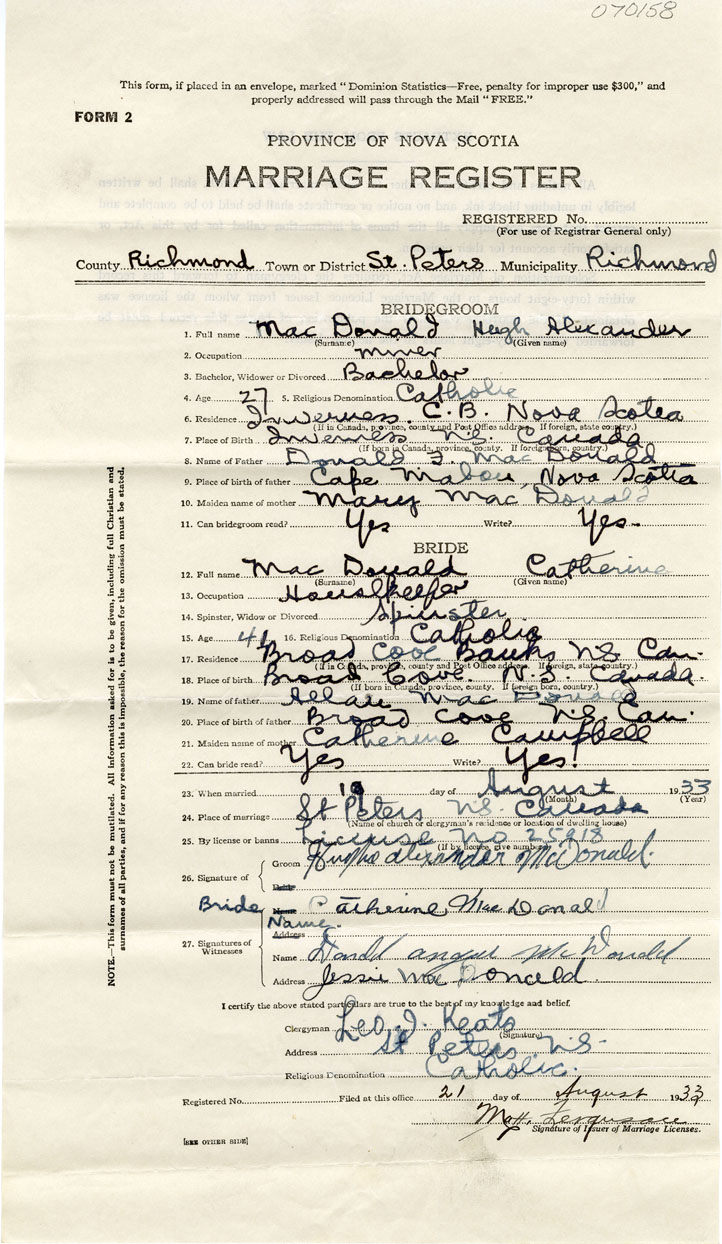 070158
This form, if placed in an envelope, marked "Dominion Statistics—Free, penalty for improper use $300," and
properly addressed will pass through the Mail "FREE."
FORM 2
PROVINCE OF NOVA SCOTIA
MARRIAGE REGISTER
REGISTERED No.
(For use of Registrar General only)
County Richmond Town or District St. Peters Municipality Richmond
BRIDEGROOM
1. Full name Mac Donald Hugh Alexander
(Surname) (Given name)
2. Occupation miner
3. Bachelor, Widower or Divorced Bachelor
4. Age 27 5. Religious Denomination Catholic
6. Residence Inverness. C.B. Nova Scotia
(If in Canada, province, county and Post Office address. If foreign, state country.)
7. Place of Birth Inverness N.S. Canada
(If born in Canada, province, county. If foreign born, country.)
8. Name of Father Donald J Mac Donald
9. Place of birth of father Cape Mabou, Nova Scotia
10. Maiden name of mother Mary Mac Donald
11. Can bridegroom read? Yes Write? Yes
BRIDE
12. Full name Mac Donald Catherine
(Surname) (Given name)
13. Occupation Houslkeeper
14. Spinster, Widow or Divorced Spinster
15. Age 41 16. Religious Denomination Catholic
17. Residence Broad Cove Banks N.S. Can.
(If in Canada, province, county and Post Office address. If foreign, state country.)
18. Place of birth Broad Cove. N.S. Canada.
(If born in Canada, province, county. If foreign born, country.)
19. Name of father Allan Mac Donald
20. Place of birth of father Broad Cove N.S. Can.
21. Maiden name of mother Catherine Campbell
22. Can bride read? Yes Write? Yes!
23. When married day of August 1933
(Month) (Year)
24. Place of marriage St Peters N.S. Canada
(Name of church or clergyman's residence or location of dwelling house)
25. By license or banns License No 25918
(If by licence, give number)
26. Signature of
Groom Alexander McDonald.
Bride
Bride Name Catherine Mac Donald
Name.
Address
27. Signatures of
Witnesses
Name Donald Angus McDonald
Address Jessie Mac Donald.
I certify the above stated particulars are true to the best of my knowledge and belief.
Clergyman Leo. J. Keats
(Signature)
Address St Peters N.S.
Religious Denomination Catholic.
Registered No. Filed at this office 21 day of August 1933
Signature of Issuer of Marriage Licenses.
[SEE OTHER SIDE]
NOTE.—This form must not be mutilated. All information asked for is to be given, including full Christian and
surnames of all parties, and if for any reason this is impossible, the reason for the omission must be stated.